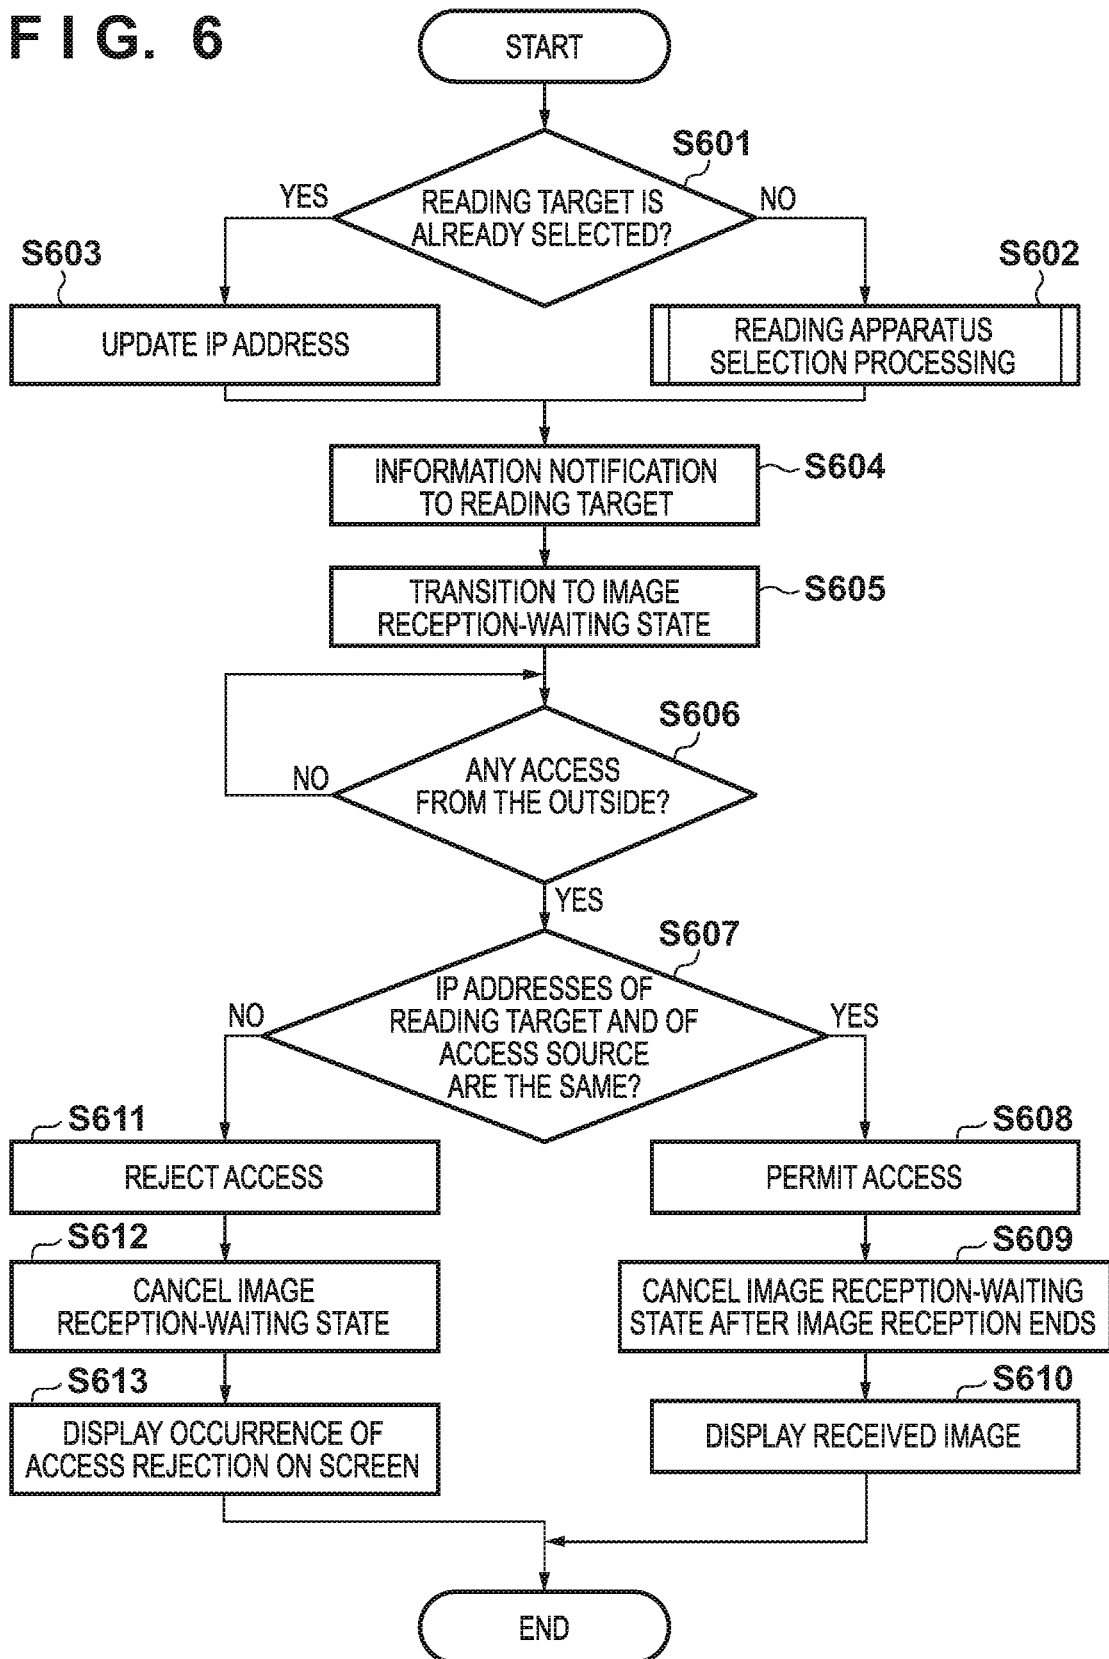 FIG. 6
START
S601
READING TARGET IS
ALREADY SELECTED?
YES
NO
S603
UPDATE IP ADDRESS
S602
READING APPARATUS
SELECTION PROCESSING
INFORMATION NOTIFICATION
TO READING TARGET
S604
TRANSITION TO IMAGE
RECEPTION-WAITING STATE
S605
S606
ANY ACCESS
FROM THE OUTSIDE?
NO
YES
S607
IP ADDRESSES OF
READING TARGET AND OF
ACCESS SOURCE
ARE THE SAME?
NO
YES
S611
REJECT ACCESS
S608
PERMIT ACCESS
S612
CANCEL IMAGE
RECEPTION-WAITING STATE
S609
CANCEL IMAGE RECEPTION-WAITING
STATE AFTER IMAGE RECEPTION ENDS
S613
DISPLAY OCCURRENCE OF
ACCESS REJECTION ON SCREEN
S610
DISPLAY RECEIVED IMAGE
END